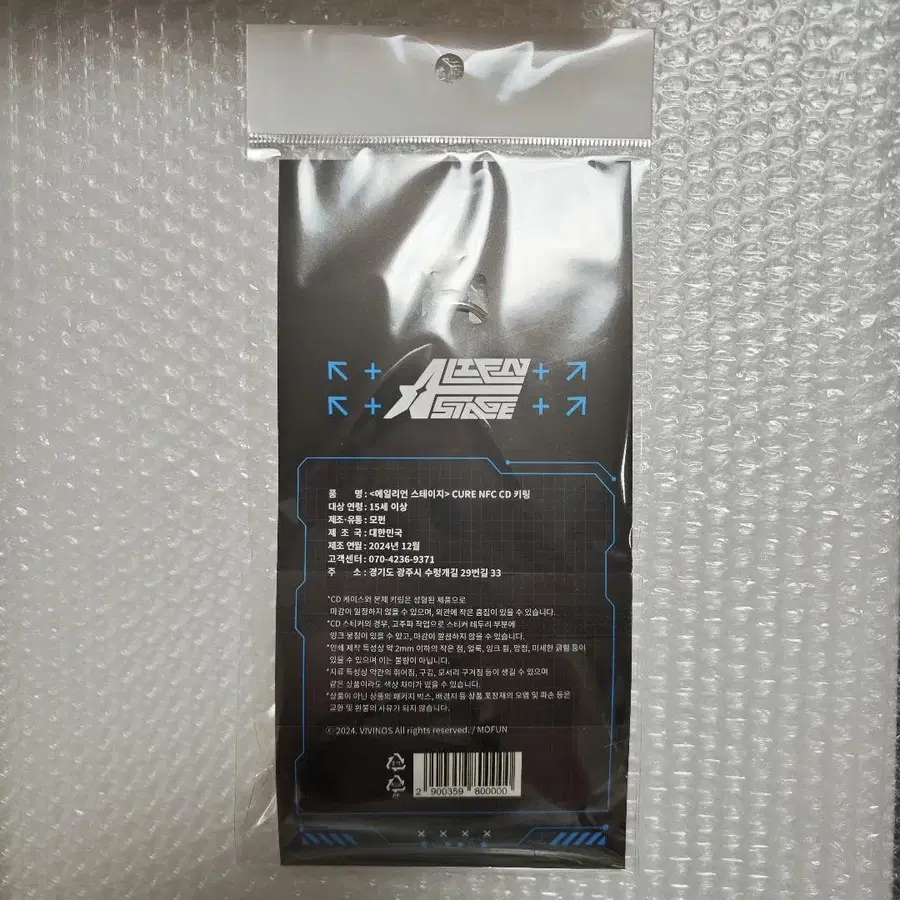 ALIEN
STAGE
품 명 : <에일리언 스테이지> CURE NFC CD 키링
대상 연령 : 15세 이상
제조·유통 : 모펀
제 조 국 : 대한민국
제조 연월 : 2024년 12월
고객센터 : 070-4236-9371
주 소 : 경기도 광주시 수렁개길 29번길 33
*CD 케이스와 본체 키링은 성형된 제품으로
마감이 일정하지 않을 수 있으며, 외관에 작은 흠집이 있을 수 있습니다.
*CD 스티커의 경우, 고주파 작업으로 스티커 테두리 부분에
잉크 뭉침이 있을 수 있고, 마감이 깔끔하지 않을 수 있습니다.
*인쇄 제작 특성상 약 2mm 이하의 작은 점, 얼룩, 잉크 튐, 압정, 미세한 긁힘 등이
있을 수 있으며 이는 불량이 아닙니다.
*지류 특성상 약간의 휘어짐, 구김, 모서리 구겨짐 등이 생길 수 있으며
같은 상품이라도 색상 차이가 있을 수 있습니다.
*상품이 아닌 상품의 패키지 박스, 배경지 등 상품 포장재의 오염 및 파손 등은
교환 및 환불의 사유가 되지 않습니다.
ⓒ 2024. VIVINOS All rights reserved. / MOFUN
2 900359 800000